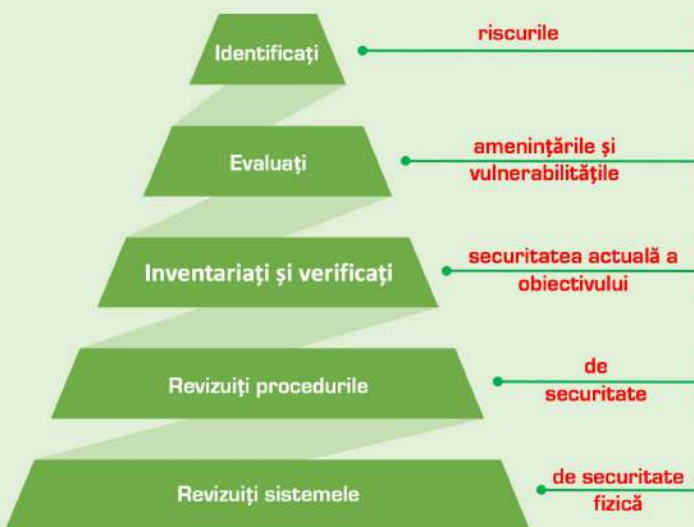 Identificați
riscurile
Evaluați
amenințările și
vulnerabilitățile
Inventariați și verificați
securitatea actuală a
obiectivului
Revizuiți procedurile
de
securitate
Revizuiți sistemele
de securitate
fizică